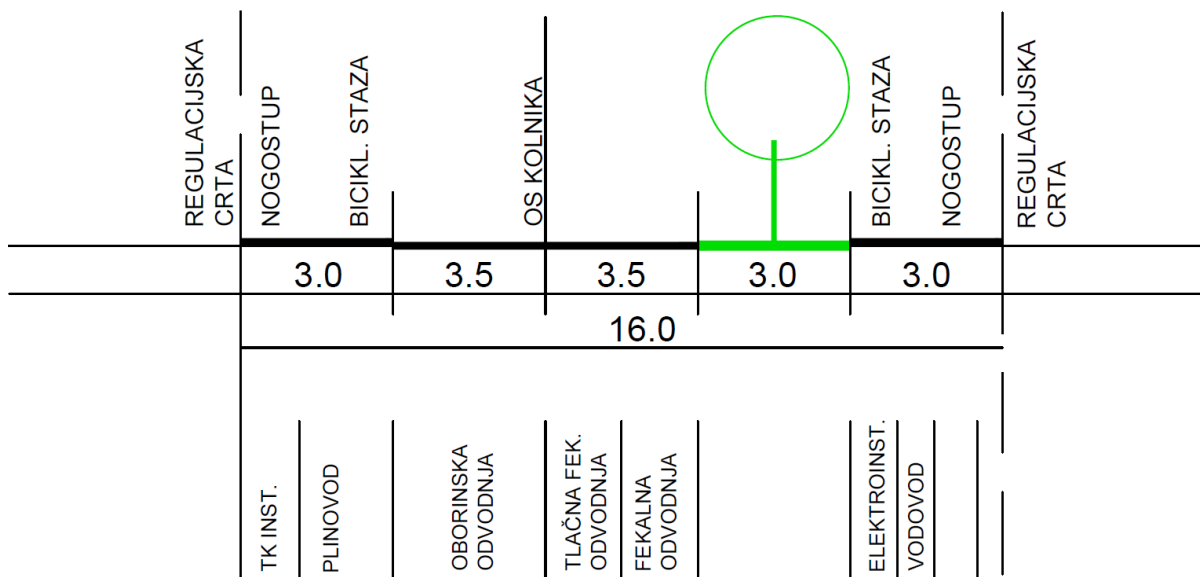 REGULACIJSKA
CRTA
NOGOSTUP
BICIKL. STAZA
OS KOLNIKA
BICIKL. STAZA
NOGOSTUP
REGULACIJSKA
CRTA
3.0
3.5
3.5
3.0
3.0
16.0
TK INST.
PLINOVOD
OBORINSKA
ODVODNJA
TLAČNA FEK.
ODVODNJA
FEKALNA
ODVODNJA
ELEKTROINST.
VODOVOD